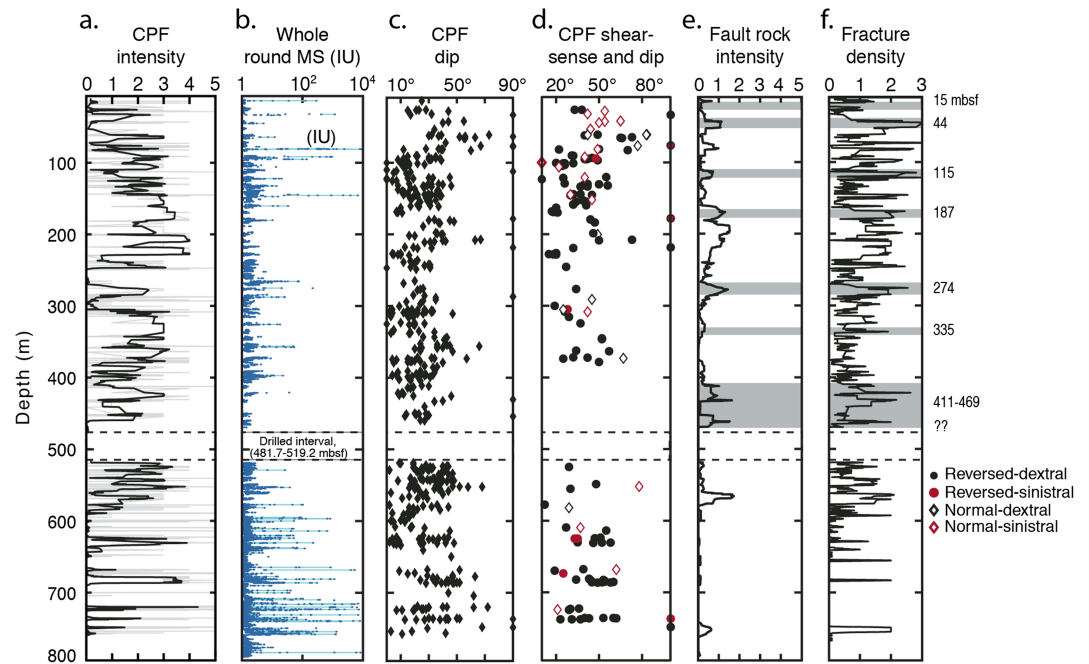 a. b. c. d. e. f.
CPF Whole CPF CPF shear- Fault rock Fracture
intensity round MS (IU) dip sense and dip intensity density
0 1 2 3 4 5 1 10² 10⁴ 10° 50° 90° 20° 50° 80° 0 1 2 3 4 5 0 1 2 3
15 mbsf
(IU)
44
100
115
187
200
274
300
335
Depth (m)
400
411-469
??
Drilled interval,
(481.7-519.2 mbsf)
500
Reversed-dextral
Reversed-sinistral
Normal-dextral
Normal-sinistral
600
700
800